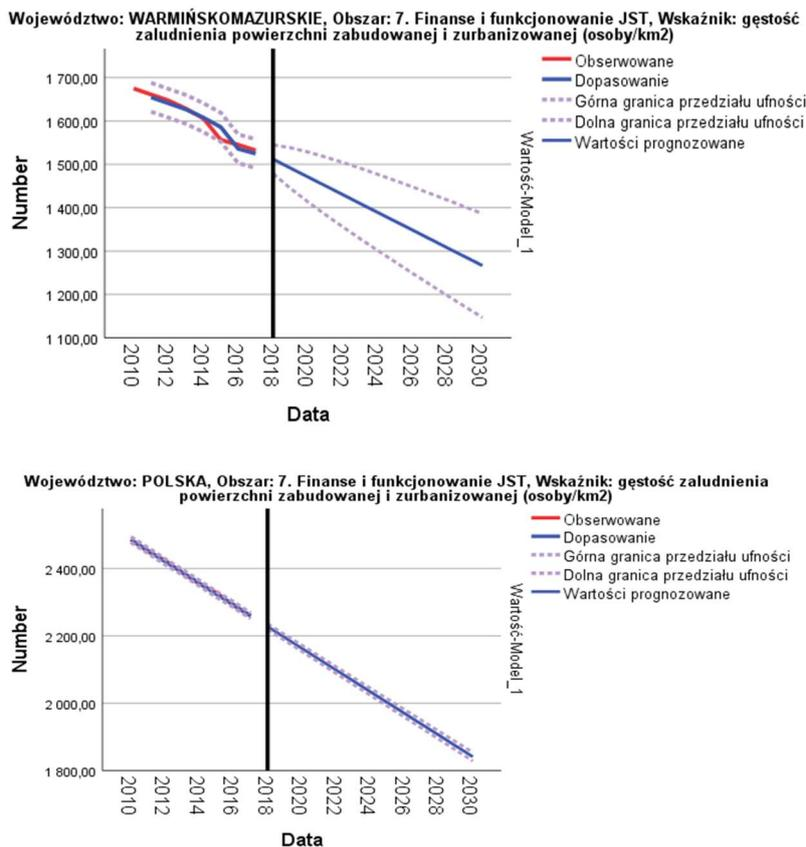 Województwo: WARMIŃSKOMAZURSKIE, Obszar: 7. Finanse i funkcjonowanie JST, Wskaźnik: gęstość
zaludnienia powierzchni zabudowanej i zurbanizowanej (osoby/km2)
Obserwowane
Dopasowanie
Górna granica przedziału ufności
Dolna granica przedziału ufności
Wartości prognozowane
Number
1 700,00
1 600,00
1 500,00
1 400,00
1 300,00
1 200,00
1 100,00
Wartość-Model_1
2010 2012 2014 2016 2018 2020 2022 2024 2026 2028 2030
Data
Województwo: POLSKA, Obszar: 7. Finanse i funkcjonowanie JST, Wskaźnik: gęstość zaludnienia
powierzchni zabudowanej i zurbanizowanej (osoby/km2)
Obserwowane
Dopasowanie
Górna granica przedziału ufności
Dolna granica przedziału ufności
Wartości prognozowane
Number
2 400,00
2 200,00
2 000,00
1 800,00
Wartość-Model_1
2010 2012 2014 2016 2018 2020 2022 2024 2026 2028 2030
Data